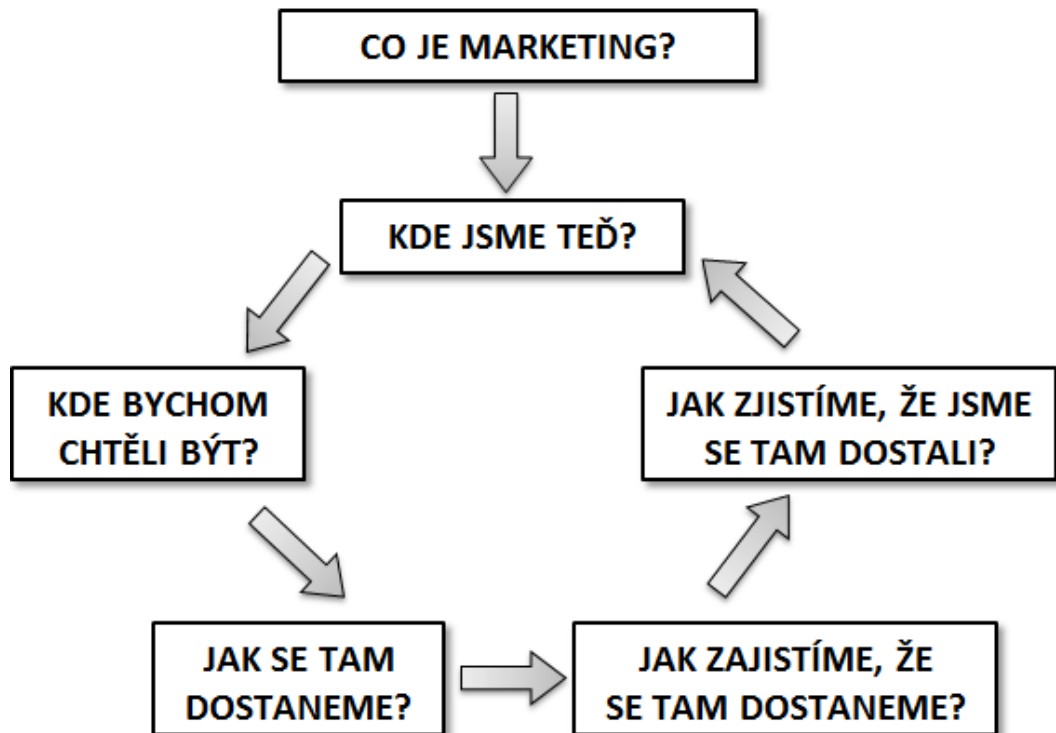 CO JE MARKETING?
KDE JSME TEĎ?
KDE BYCHOM
CHTĚLI BÝT?
JAK SE TAM
DOSTANEME?
JAK ZAJISTÍME, ŽE
SE TAM DOSTANEME?
JAK ZJISTÍME, ŽE JSME
SE TAM DOSTALI?